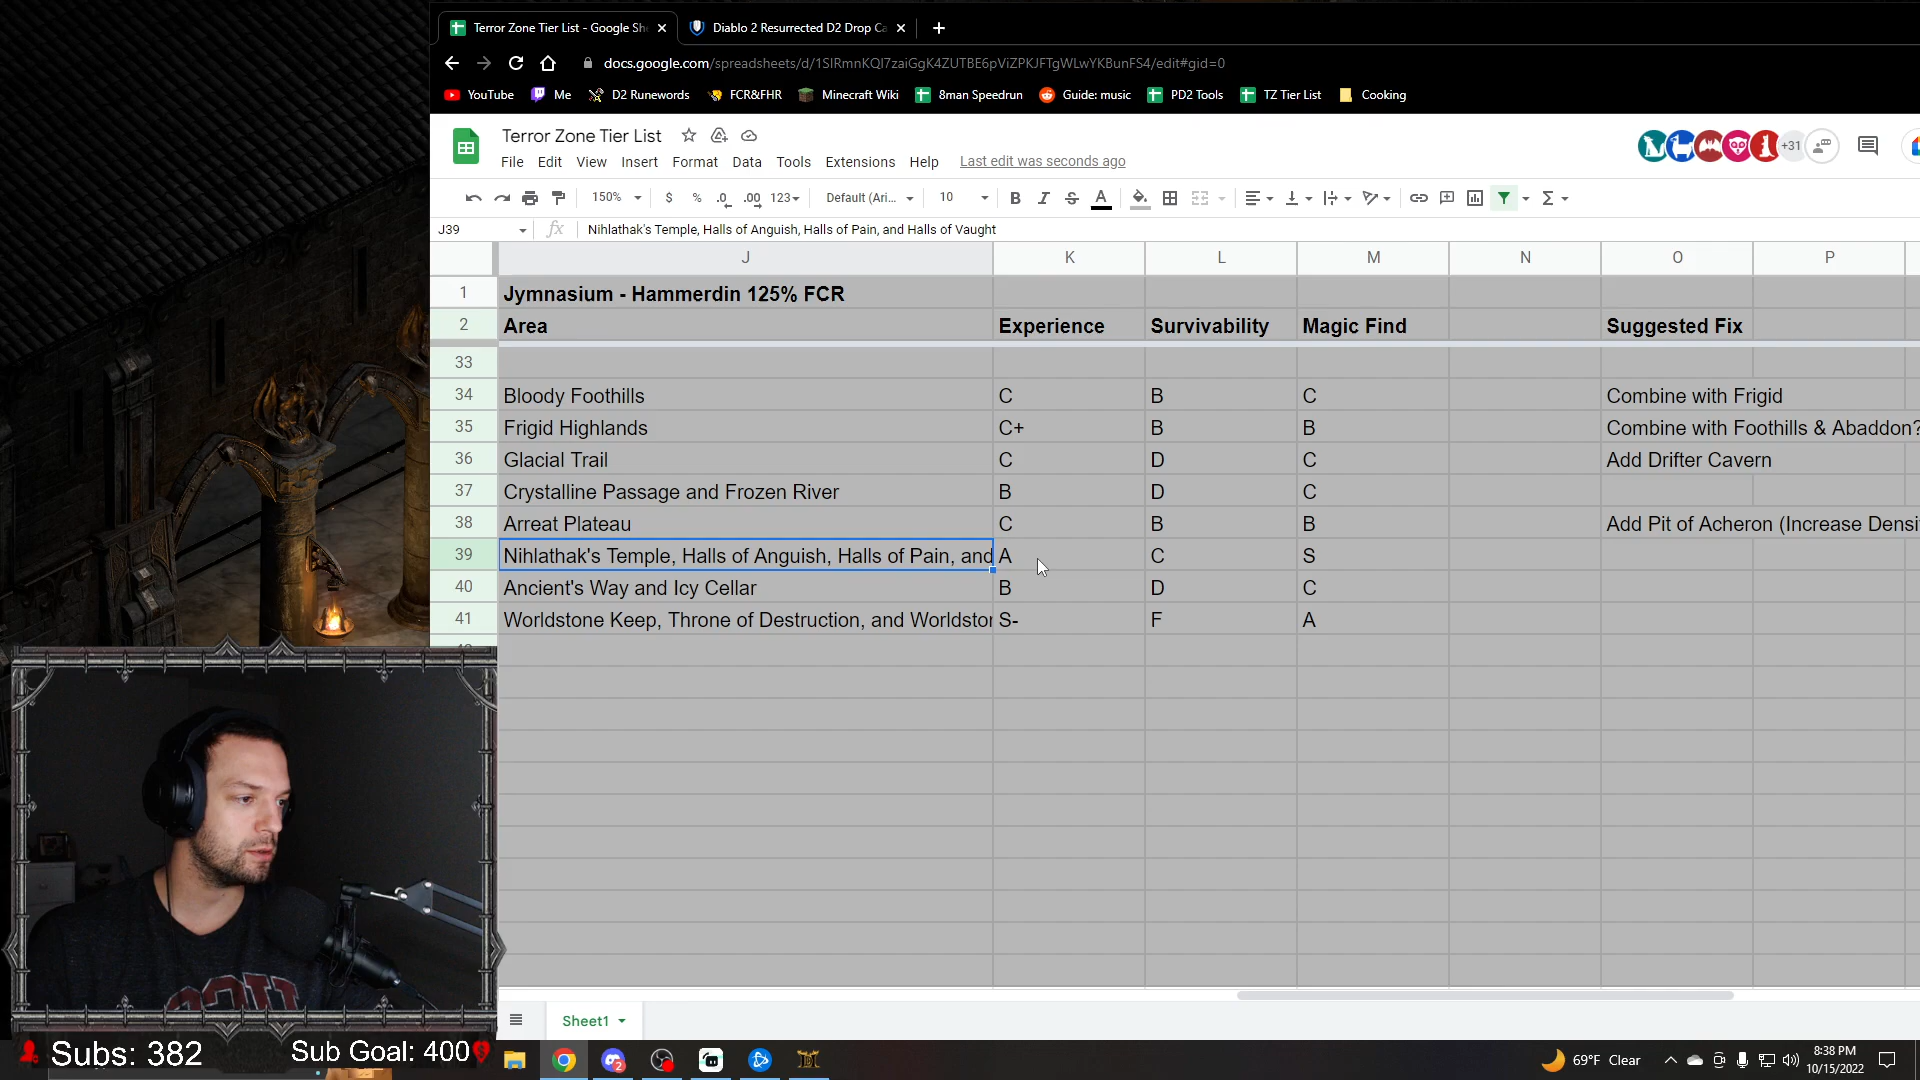 Terror Zone Tier List - Google She
Diablo 2 Resurrected D2 Drop Ca
docs.google.com/spreadsheets/d/1SIRmnKQI7zaiGgK4ZUTBE6pViZPKJFTgWLwYKBunFS4/edit#gid=0
YouTube Me D2 Runewords FCR&FHR Minecraft Wiki 8man Speedrun Guide: music PD2 Tools TZ Tier List Cooking
Terror Zone Tier List
+31
File Edit View Insert Format Data Tools Extensions Help Last edit was seconds ago
150% $ % .0 .00 123 Default (Ari... 10 B I S A
J39 fx Nihlathak's Temple, Halls of Anguish, Halls of Pain, and Halls of Vaught
J K L M N O P
1 Jymnasium - Hammerdin 125% FCR
2 Area Experience Survivability Magic Find Suggested Fix
33
34 Bloody Foothills C B C Combine with Frigid
35 Frigid Highlands C+ B B Combine with Foothills & Abaddon?
36 Glacial Trail C D C Add Drifter Cavern
37 Crystalline Passage and Frozen River B D C
38 Arreat Plateau C B B Add Pit of Acheron (Increase Densi
39 Nihlathak's Temple, Halls of Anguish, Halls of Pain, and A C S
40 Ancient's Way and Icy Cellar B D C
41 Worldstone Keep, Throne of Destruction, and Worldstor S- F A
Sheet1
Subs: 382 Sub Goal: 400
2
69°F Clear
8:38 PM
10/15/2022